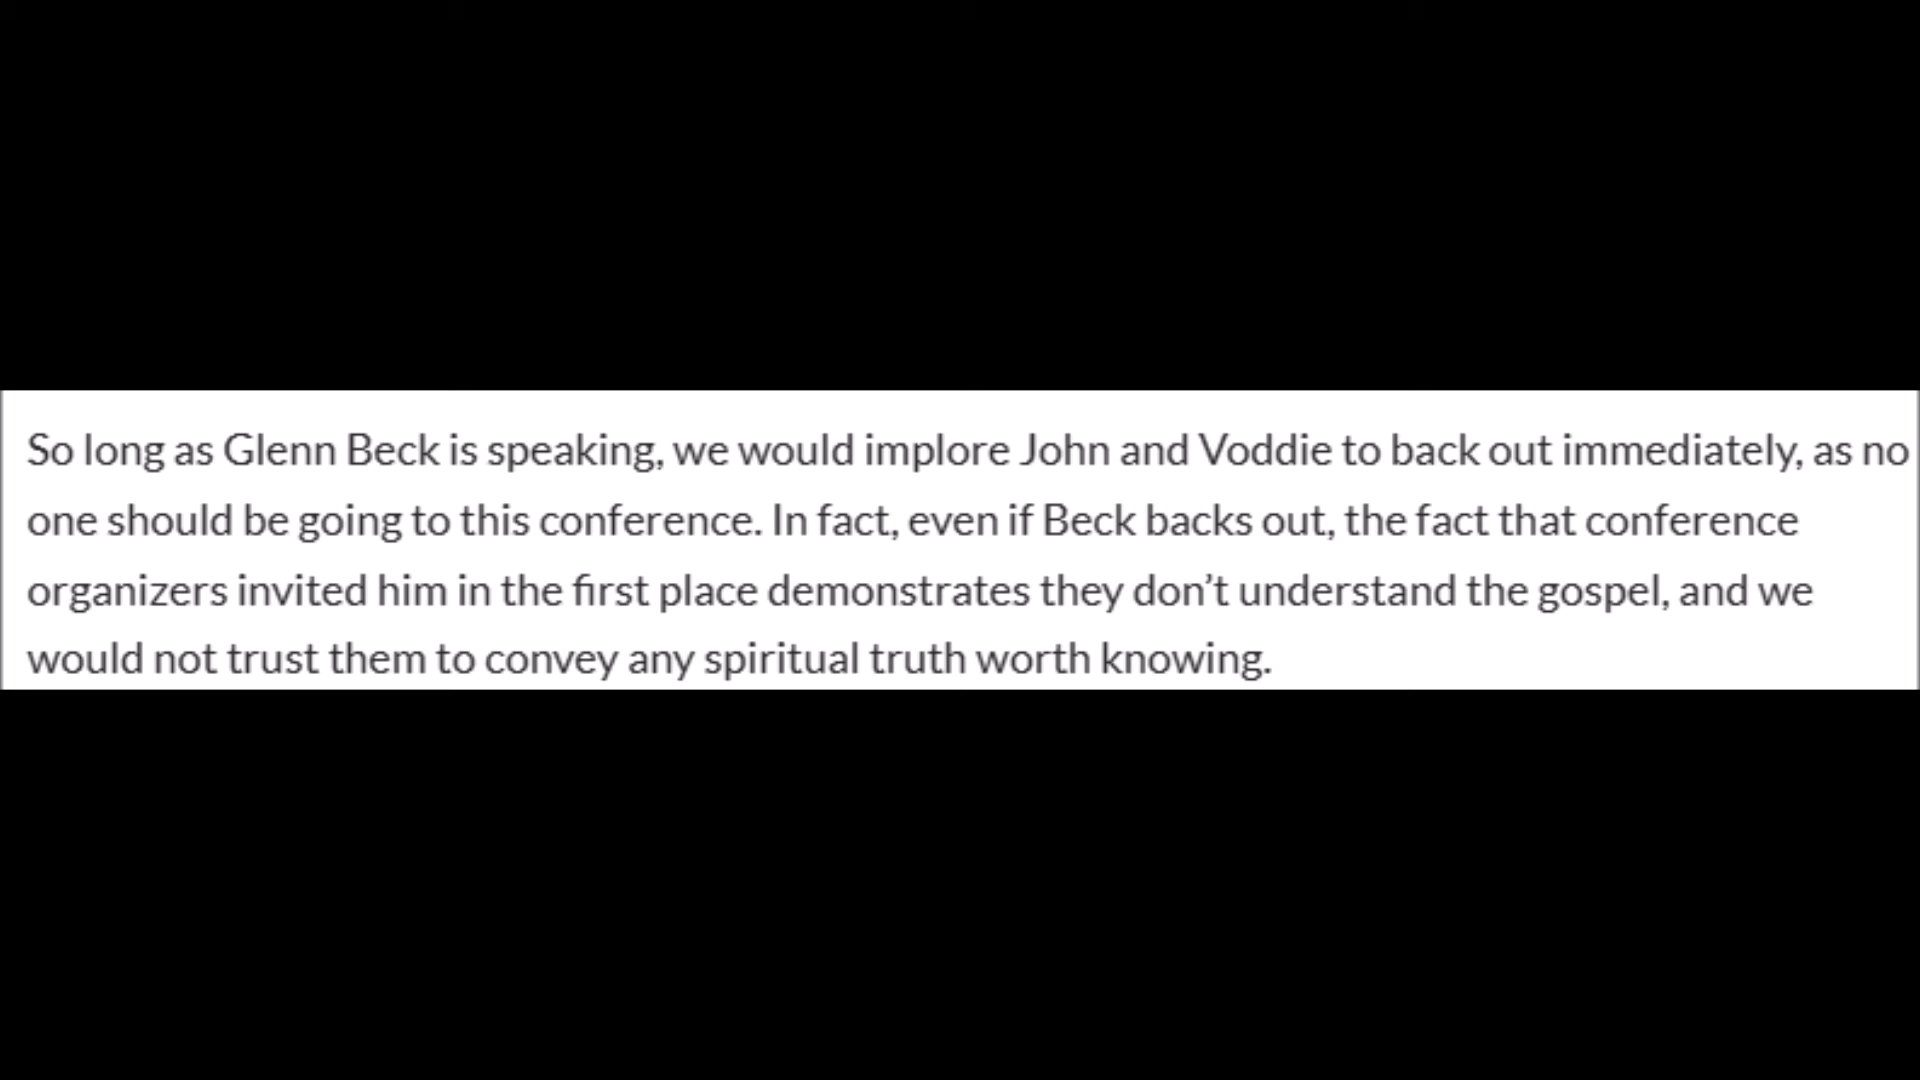 So long as Glenn Beck is speaking, we would implore John and Voddie to back out immediately, as no
one should be going to this conference. In fact, even if Beck backs out, the fact that conference
organizers invited him in the first place demonstrates they don’t understand the gospel, and we
would not trust them to convey any spiritual truth worth knowing.